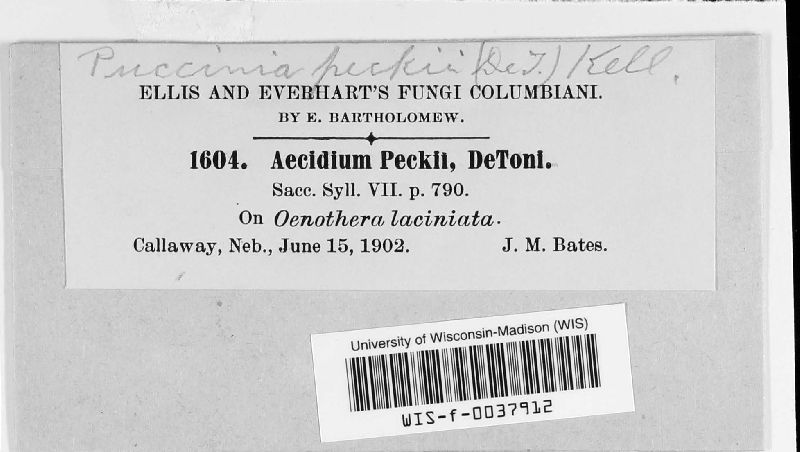 Puccinia peckii (DeT.) Kell.
ELLIS AND EVERHART'S FUNGI COLUMBIANI.
BY E. BARTHOLOMEW.
1604. Aecidium Peckii, DeToni.
Sacc. Syll. VII. p. 790.
On Oenothera laciniata.
Callaway, Neb., June 15, 1902. J. M. Bates.
University of Wisconsin-Madison (WIS)
WIS-f-0037912